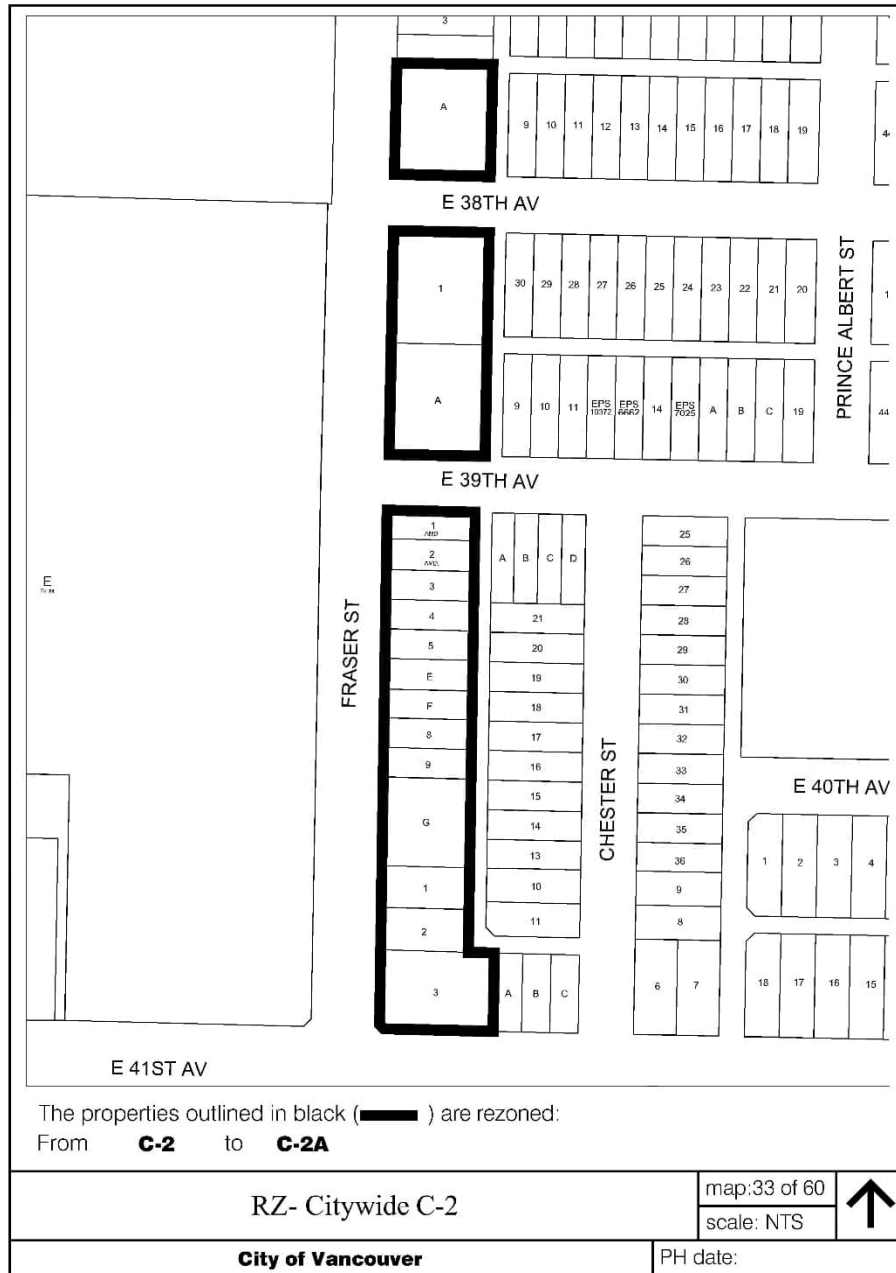 3
A
9 10 11 12 13 14 15 16 17 18 19
44
E 38TH AV
1
30 29 28 27 26 25 24 23 22 21 20
1
PRINCE ALBERT ST
A
9 10 11 EPS 10372 EPS 6662 14 EPS 7025 A B C 19
44
E 39TH AV
E
FRASER ST
1
2
3
4
5
E
F
8
9
G
1
2
3
A B C D
21
20
19
18
17
16
15
14
13
10
11
A B C
CHESTER ST
25
26
27
28
29
30
31
32
33
34
35
36
9
8
6 7
E 40TH AV
1 2 3 4
18 17 16 15
E 41ST AV
The properties outlined in black ( ) are rezoned:
From C-2 to C-2A
RZ- Citywide C-2
map:33 of 60
scale: NTS
City of Vancouver
PH date: